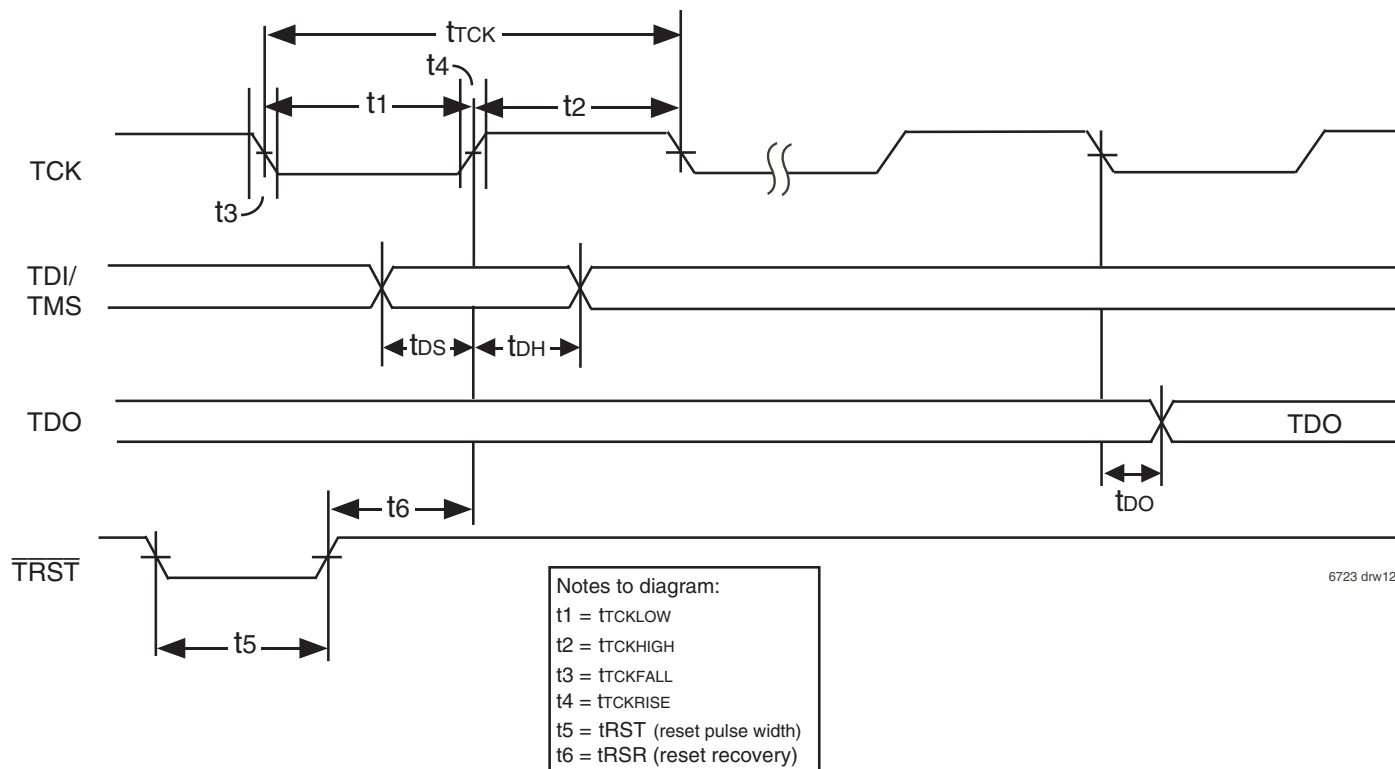 tTCK
t4
t1
t2
TCK
t3
TDI/
TMS
tDS
tDH
TDO
TDO
tDO
t6
TRST
t5
6723 drw12
Notes to diagram:
t1 = tTCKLOW
t2 = tTCKHIGH
t3 = tTCKFALL
t4 = tTCKRISE
t5 = tRST (reset pulse width)
t6 = tRSR (reset recovery)